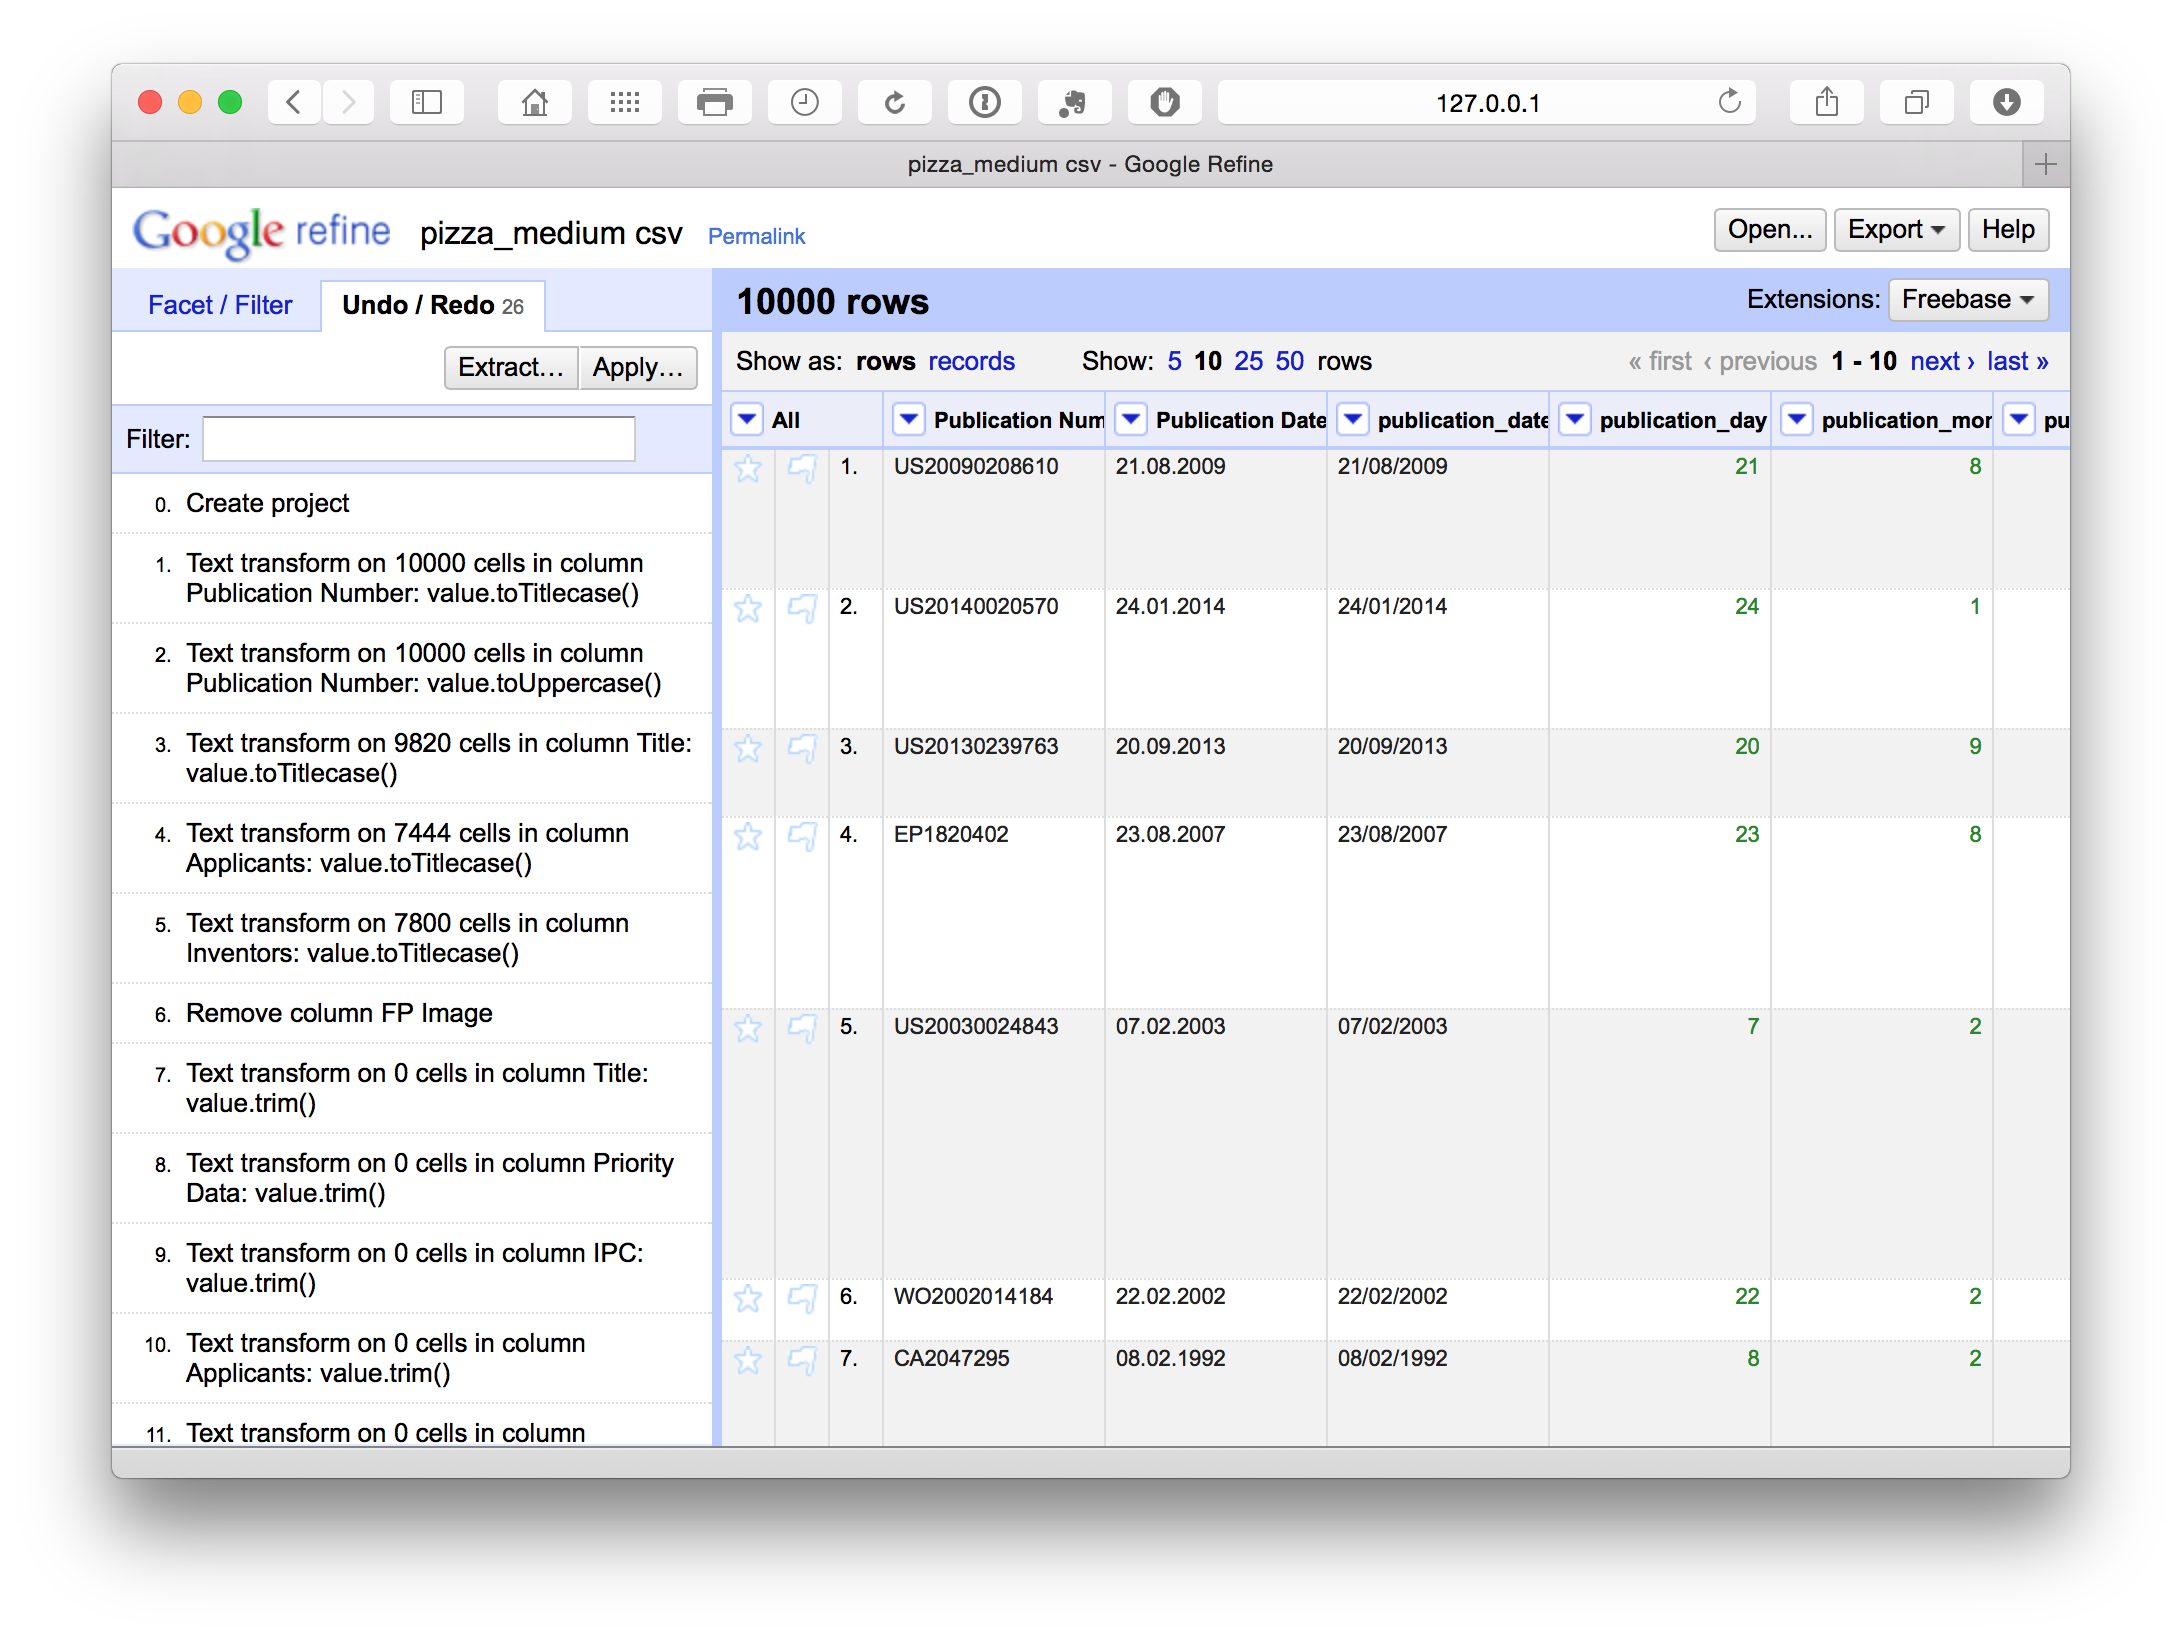 127.0.0.1
pizza_medium csv - Google Refine
Google refine pizza_medium csv Permalink
Open... Export Help
Facet / Filter Undo / Redo 26
10000 rows
Extensions: Freebase
Extract... Apply...
Show as: rows records Show: 5 10 25 50 rows
« first ‹ previous 1 - 10 next › last »
Filter:
0. Create project
1. Text transform on 10000 cells in column
Publication Number: value.toTitlecase()
2. Text transform on 10000 cells in column
Publication Number: value.toUppercase()
3. Text transform on 9820 cells in column Title:
value.toTitlecase()
4. Text transform on 7444 cells in column
Applicants: value.toTitlecase()
5. Text transform on 7800 cells in column
Inventors: value.toTitlecase()
6. Remove column FP Image
7. Text transform on 0 cells in column Title:
value.trim()
8. Text transform on 0 cells in column Priority
Data: value.trim()
9. Text transform on 0 cells in column IPC:
value.trim()
10. Text transform on 0 cells in column
Applicants: value.trim()
11. Text transform on 0 cells in column
All Publication Num Publication Date publication_date publication_day publication_mor pu
1. US20090208610 21.08.2009 21/08/2009 21 8
2. US20140020570 24.01.2014 24/01/2014 24 1
3. US20130239763 20.09.2013 20/09/2013 20 9
4. EP1820402 23.08.2007 23/08/2007 23 8
5. US20030024843 07.02.2003 07/02/2003 7 2
6. WO2002014184 22.02.2002 22/02/2002 22 2
7. CA2047295 08.02.1992 08/02/1992 8 2